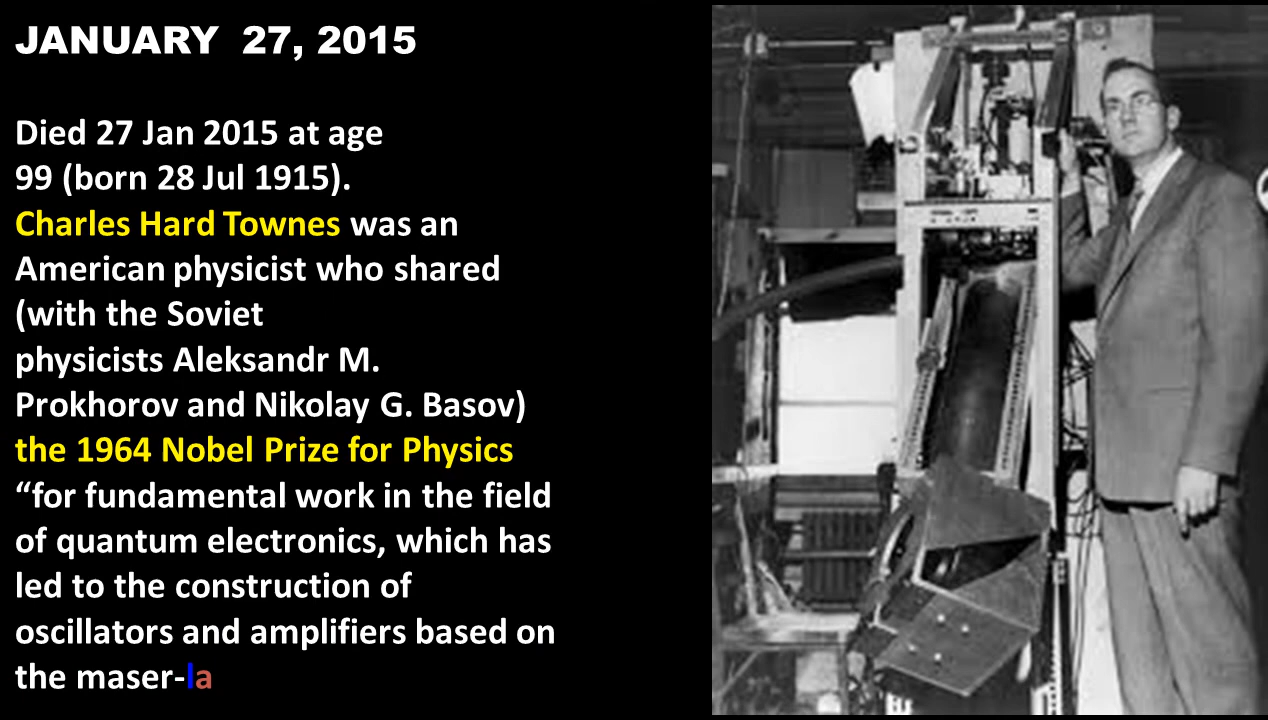 JANUARY 27, 2015
Died 27 Jan 2015 at age
99 (born 28 Jul 1915).
Charles Hard Townes was an
American physicist who shared
(with the Soviet
physicists Aleksandr M.
Prokhorov and Nikolay G. Basov)
the 1964 Nobel Prize for Physics
“for fundamental work in the field
of quantum electronics, which has
led to the construction of
oscillators and amplifiers based on
the maser-la